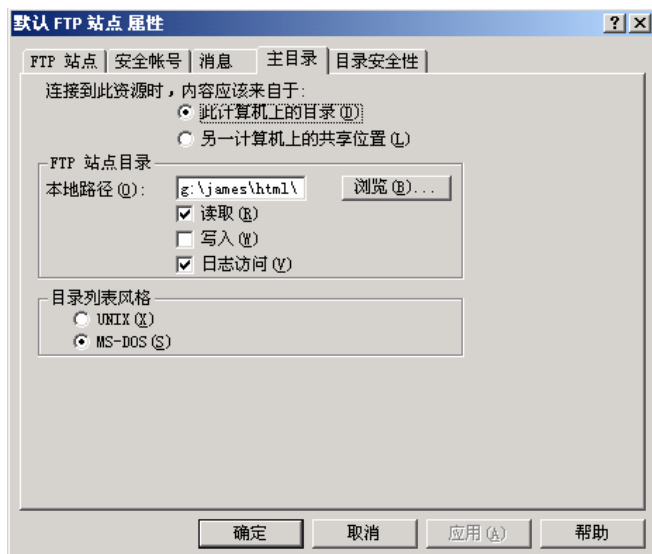 默认 FTP 站点 属性
FTP 站点 安全帐号 消息 主目录 目录安全性
连接到此资源时，内容应该来自于:
此计算机上的目录(D)
另一计算机上的共享位置(L)
FTP 站点目录
本地路径(O): g:\james\html\ 浏览(B)...
读取(R)
写入(W)
日志访问(V)
目录列表风格
UNIX(X)
MS-DOS(S)
确定 取消 应用(A) 帮助